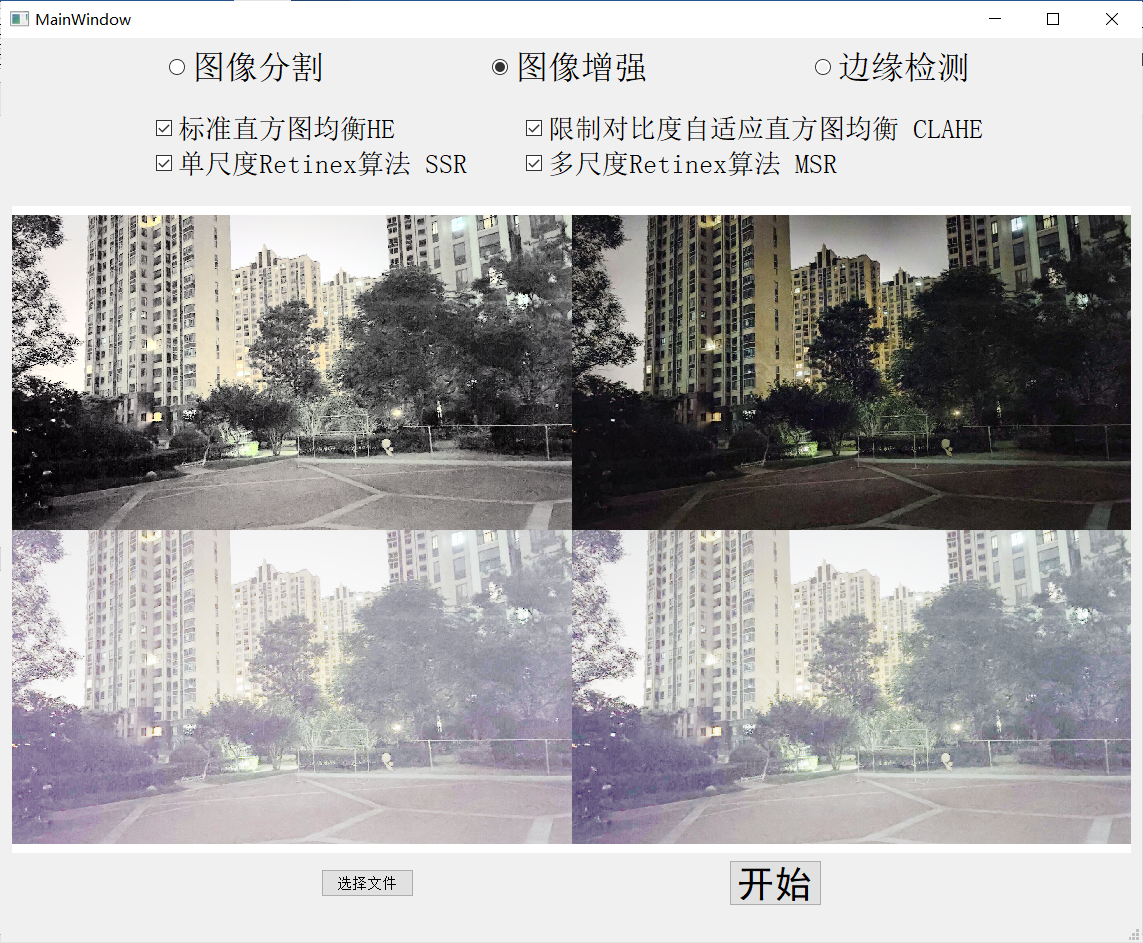 MainWindow
图像分割 图像增强 边缘检测
标准直方图均衡HE 限制对比度自适应直方图均衡 CLAHE
单尺度Retinex算法 SSR 多尺度Retinex算法 MSR
选择文件 开始